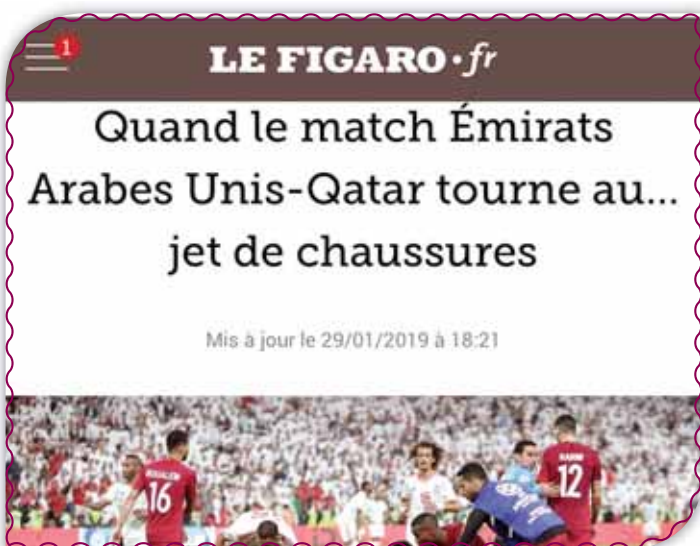 1
LE FIGARO·fr
Quand le match Émirats
Arabes Unis-Qatar tourne au...
jet de chaussures
Mis à jour le 29/01/2019 à 18:21
16
12